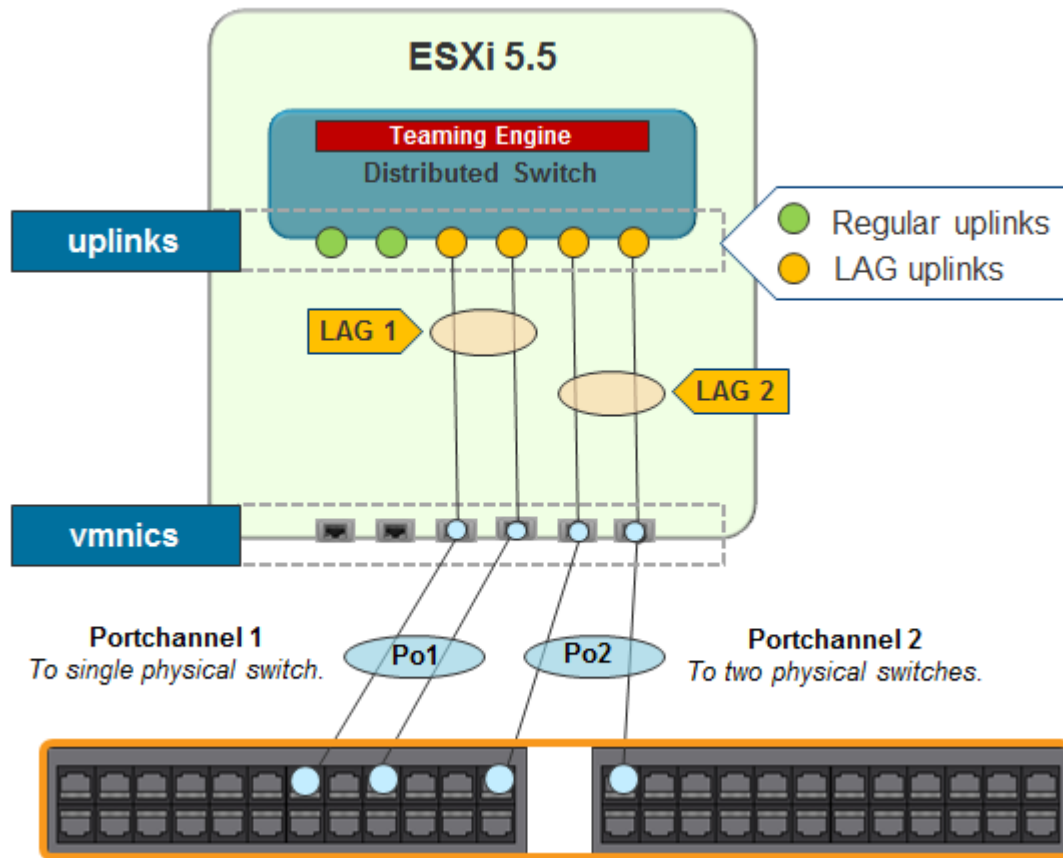 ESXi 5.5
Teaming Engine
Distributed Switch
uplinks
Regular uplinks
LAG uplinks
LAG 1
LAG 2
vmnics
Portchannel 1
To single physical switch.
Po1
Po2
Portchannel 2
To two physical switches.